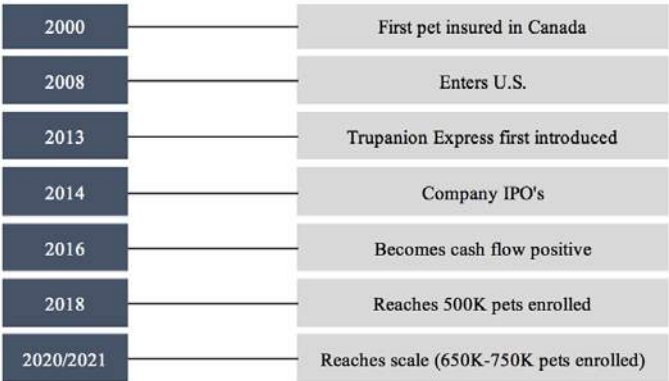 2000 First pet insured in Canada
2008 Enters U.S.
2013 Trupanion Express first introduced
2014 Company IPO's
2016 Becomes cash flow positive
2018 Reaches 500K pets enrolled
2020/2021 Reaches scale (650K-750K pets enrolled)